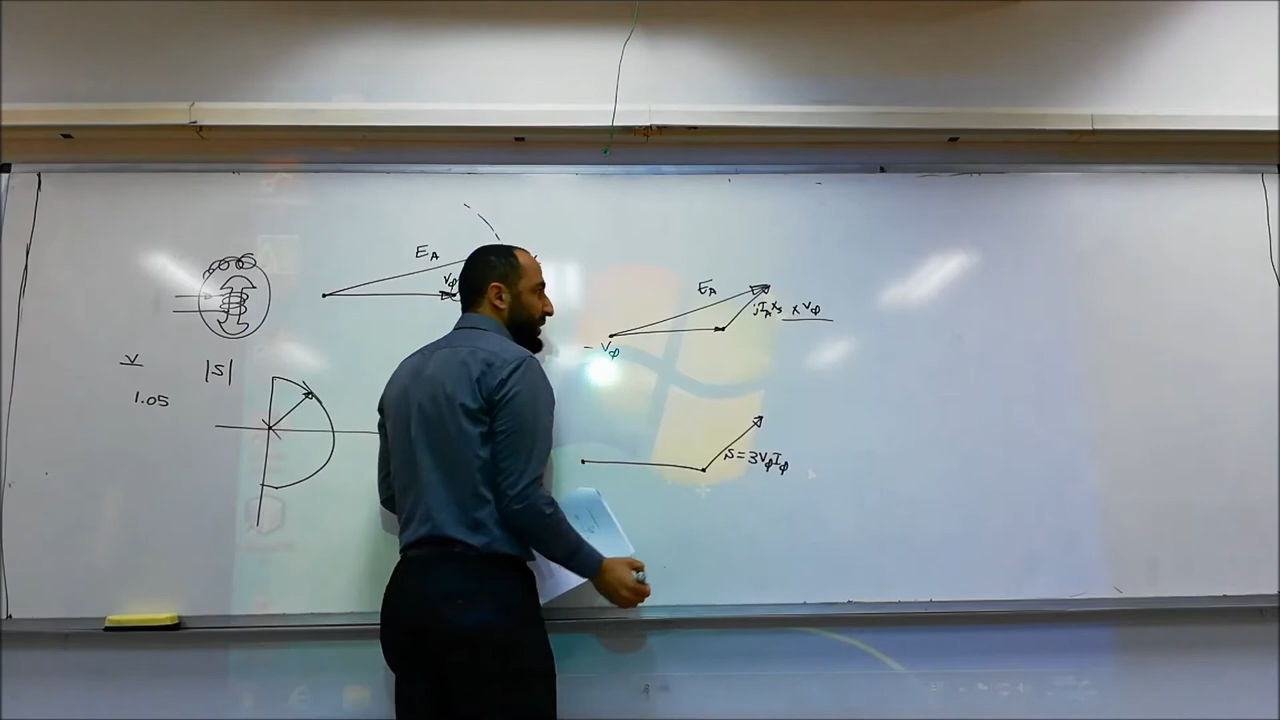 E_A
V_φ
E_A
jI_A X_s × V_φ
- V_φ
V
|S|
1.05
S = 3V_φ I_φ